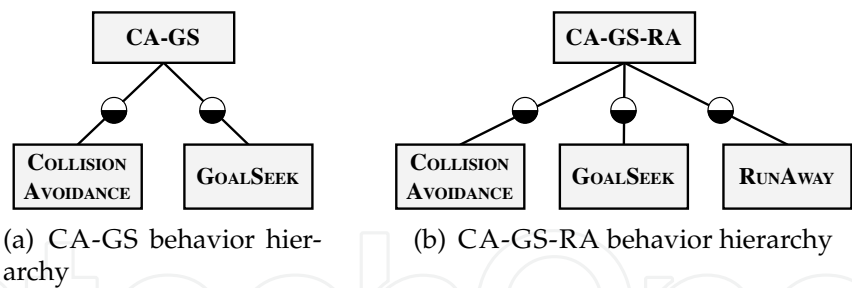 CA-GS
CA-GS-RA
COLLISION
AVOIDANCE
GOALSEEK
COLLISION
AVOIDANCE
GOALSEEK
RUNAWAY
(a) CA-GS behavior hier-
archy
(b) CA-GS-RA behavior hierarchy